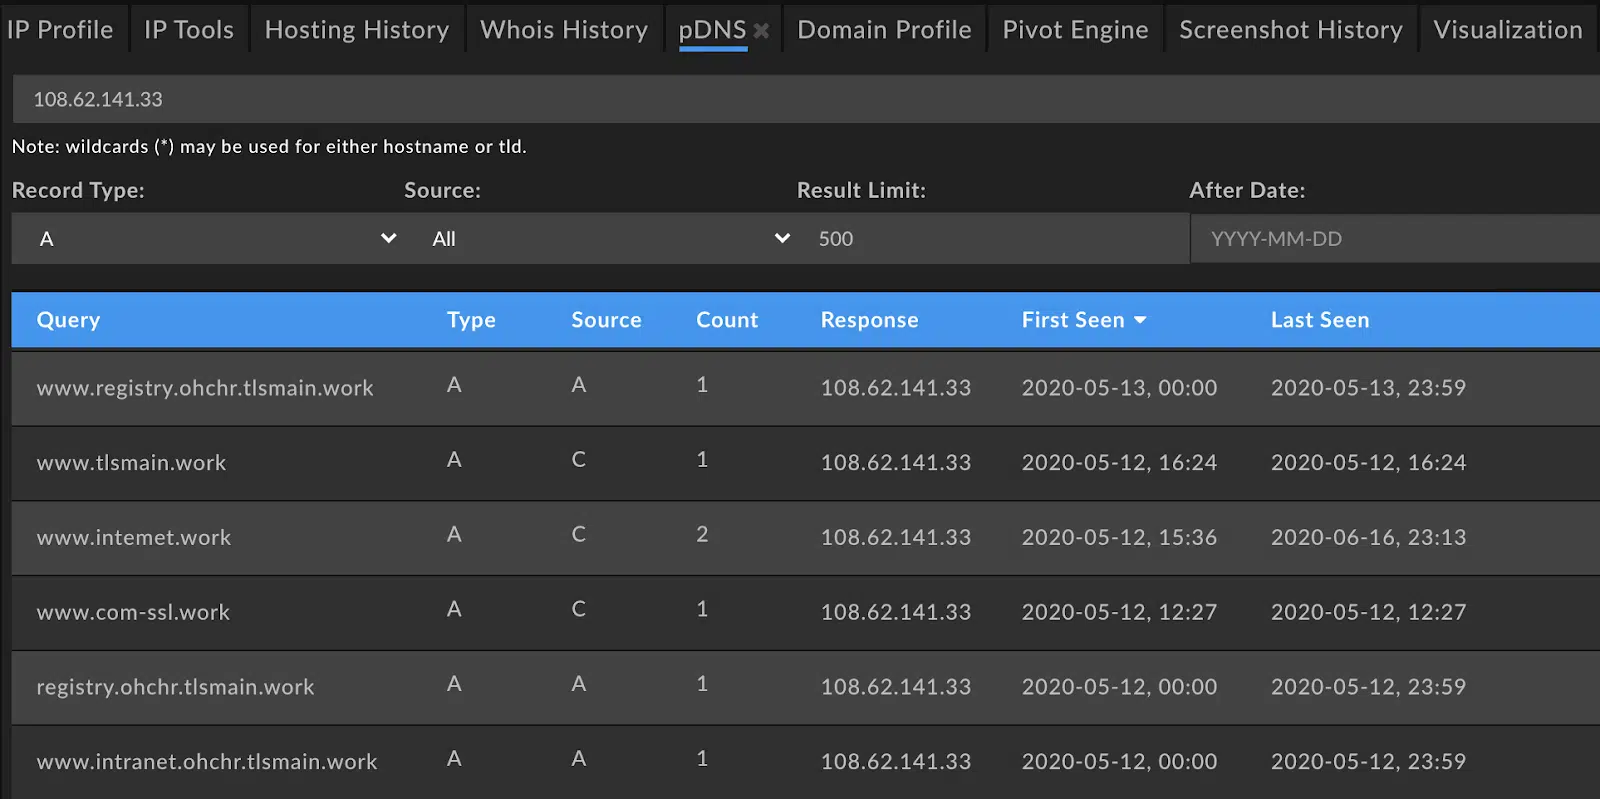 IP Profile IP Tools Hosting History Whois History pDNS Domain Profile Pivot Engine Screenshot History Visualization
108.62.141.33
Note: wildcards (*) may be used for either hostname or tld.
Record Type: Source: Result Limit: After Date:
A All 500 YYYY-MM-DD
Query Type Source Count Response First Seen Last Seen
www.registry.ohchr.tlsmain.work A A 1 108.62.141.33 2020-05-13, 00:00 2020-05-13, 23:59
www.tlsmain.work A C 1 108.62.141.33 2020-05-12, 16:24 2020-05-12, 16:24
www.intemet.work A C 2 108.62.141.33 2020-05-12, 15:36 2020-06-16, 23:13
www.com-ssl.work A C 1 108.62.141.33 2020-05-12, 12:27 2020-05-12, 12:27
registry.ohchr.tlsmain.work A A 1 108.62.141.33 2020-05-12, 00:00 2020-05-12, 23:59
www.intranet.ohchr.tlsmain.work A A 1 108.62.141.33 2020-05-12, 00:00 2020-05-12, 23:59